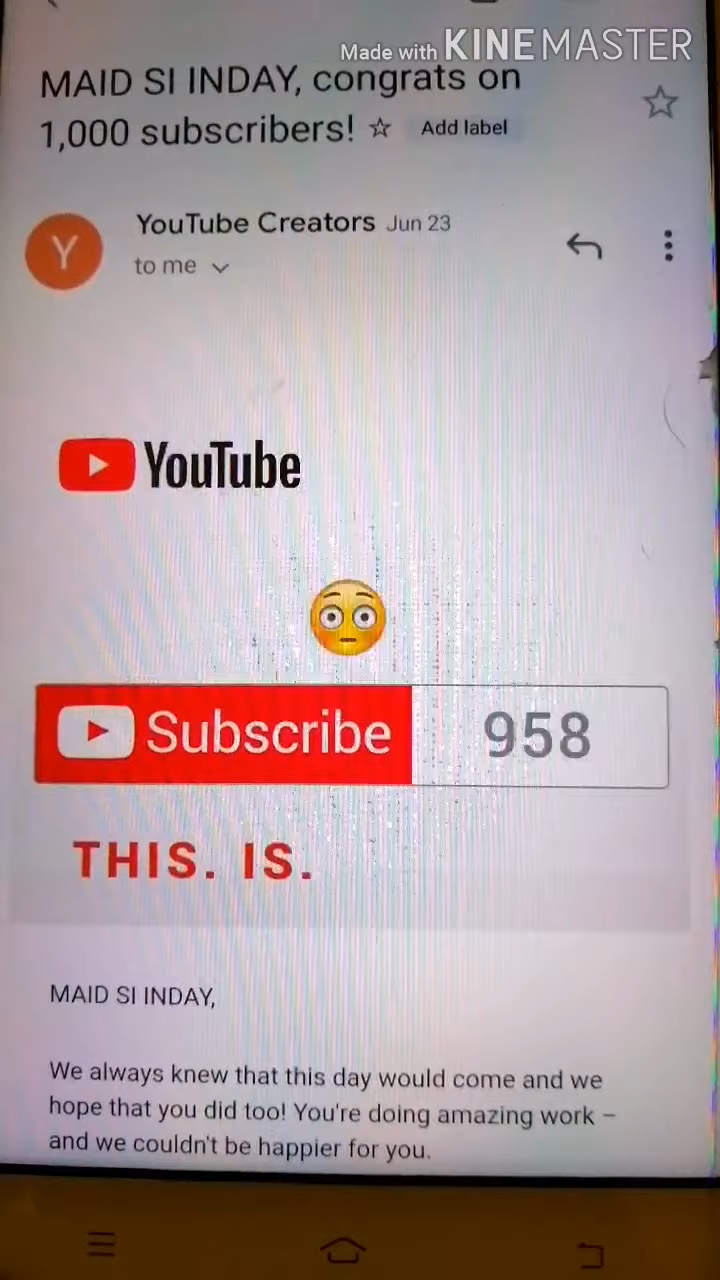 Made with KINEMASTER
MAID SI INDAY, congrats on
1,000 subscribers! Add label
YouTube Creators Jun 23
Y
to me
YouTube
Subscribe 958
THIS. IS.
MAID SI INDAY,
We always knew that this day would come and we
hope that you did too! You're doing amazing work –
and we couldn't be happier for you.